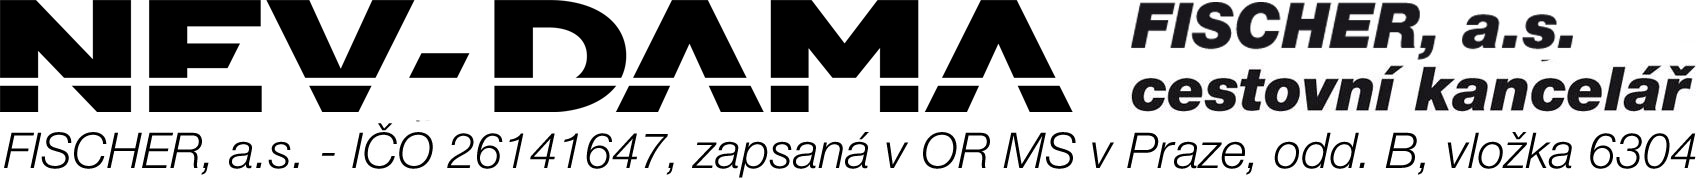 NEV-DAMA
FISCHER, a.s.
cestovní kancelář
FISCHER, a.s. - IČO 26141647, zapsaná v OR MS v Praze, odd. B, vložka 6304